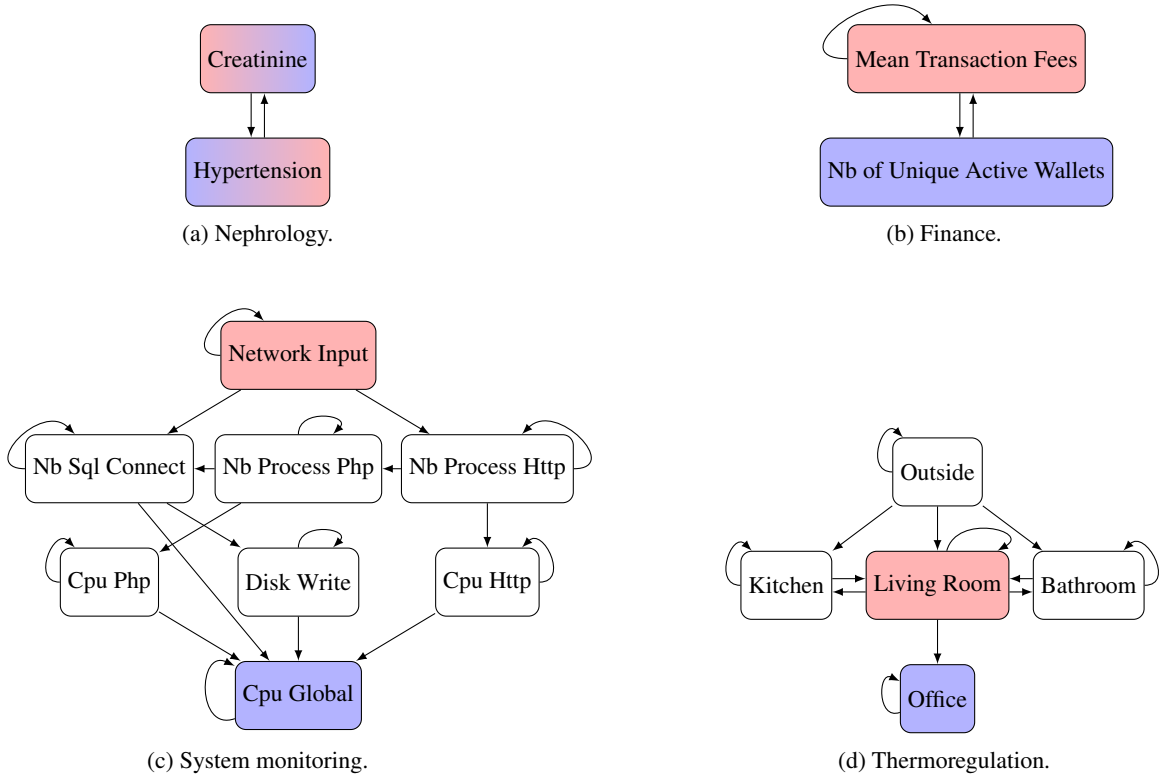 Creatinine
Hypertension
(a) Nephrology.
Mean Transaction Fees
Nb of Unique Active Wallets
(b) Finance.
Network Input
Nb Sql Connect
Nb Process Php
Nb Process Http
Cpu Php
Disk Write
Cpu Http
Cpu Global
(c) System monitoring.
Outside
Kitchen
Living Room
Bathroom
Office
(d) Thermoregulation.